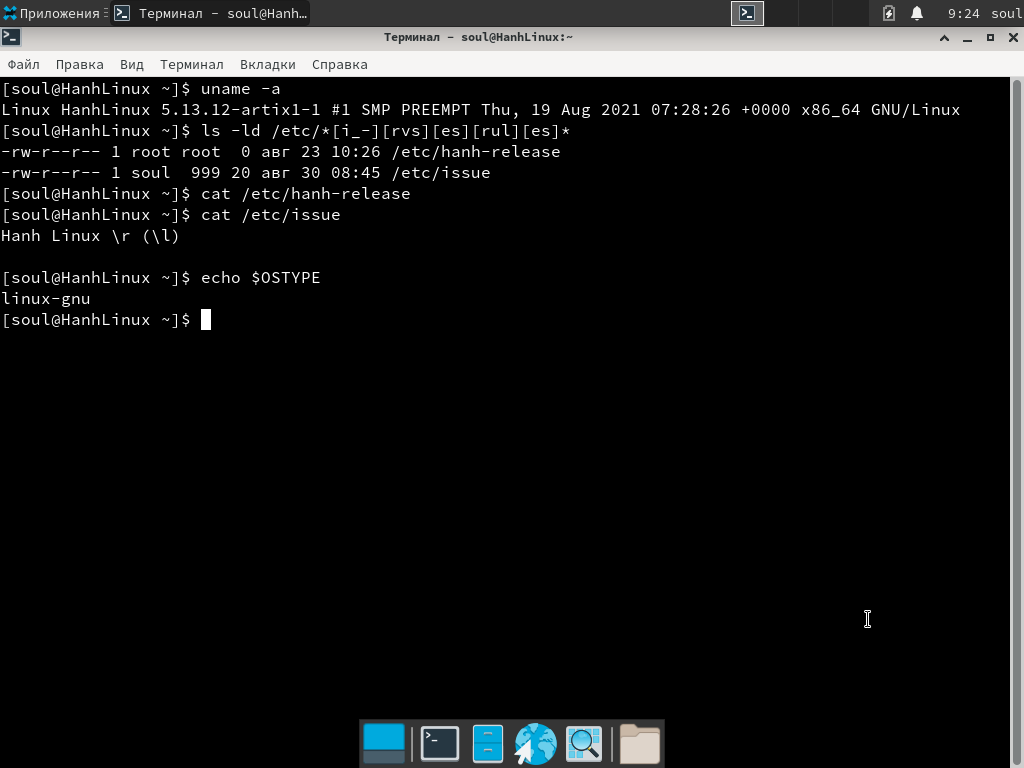 Приложения
Терминал - soul@Hanh…
9:24
soul
Терминал - soul@HanhLinux:~
Файл Правка Вид Терминал Вкладки Справка
[soul@HanhLinux ~]$ uname -a
Linux HanhLinux 5.13.12-artix1-1 #1 SMP PREEMPT Thu, 19 Aug 2021 07:28:26 +0000 x86_64 GNU/Linux
[soul@HanhLinux ~]$ ls -ld /etc/*[i_-][rvs][es][rul][es]*
-rw-r--r-- 1 root root  0 авг 23 10:26 /etc/hanh-release
-rw-r--r-- 1 soul  999 20 авг 30 08:45 /etc/issue
[soul@HanhLinux ~]$ cat /etc/hanh-release
[soul@HanhLinux ~]$ cat /etc/issue
Hanh Linux \r (\l)
[soul@HanhLinux ~]$ echo $OSTYPE
linux-gnu
[soul@HanhLinux ~]$